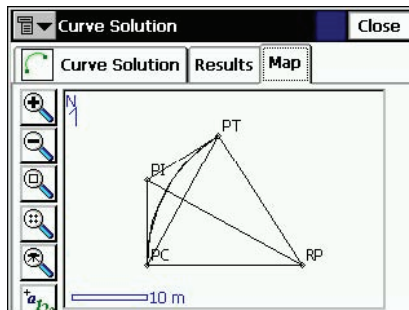 Curve Solution Close
Curve Solution Results Map
N
PT
PI
PC RP
10 m